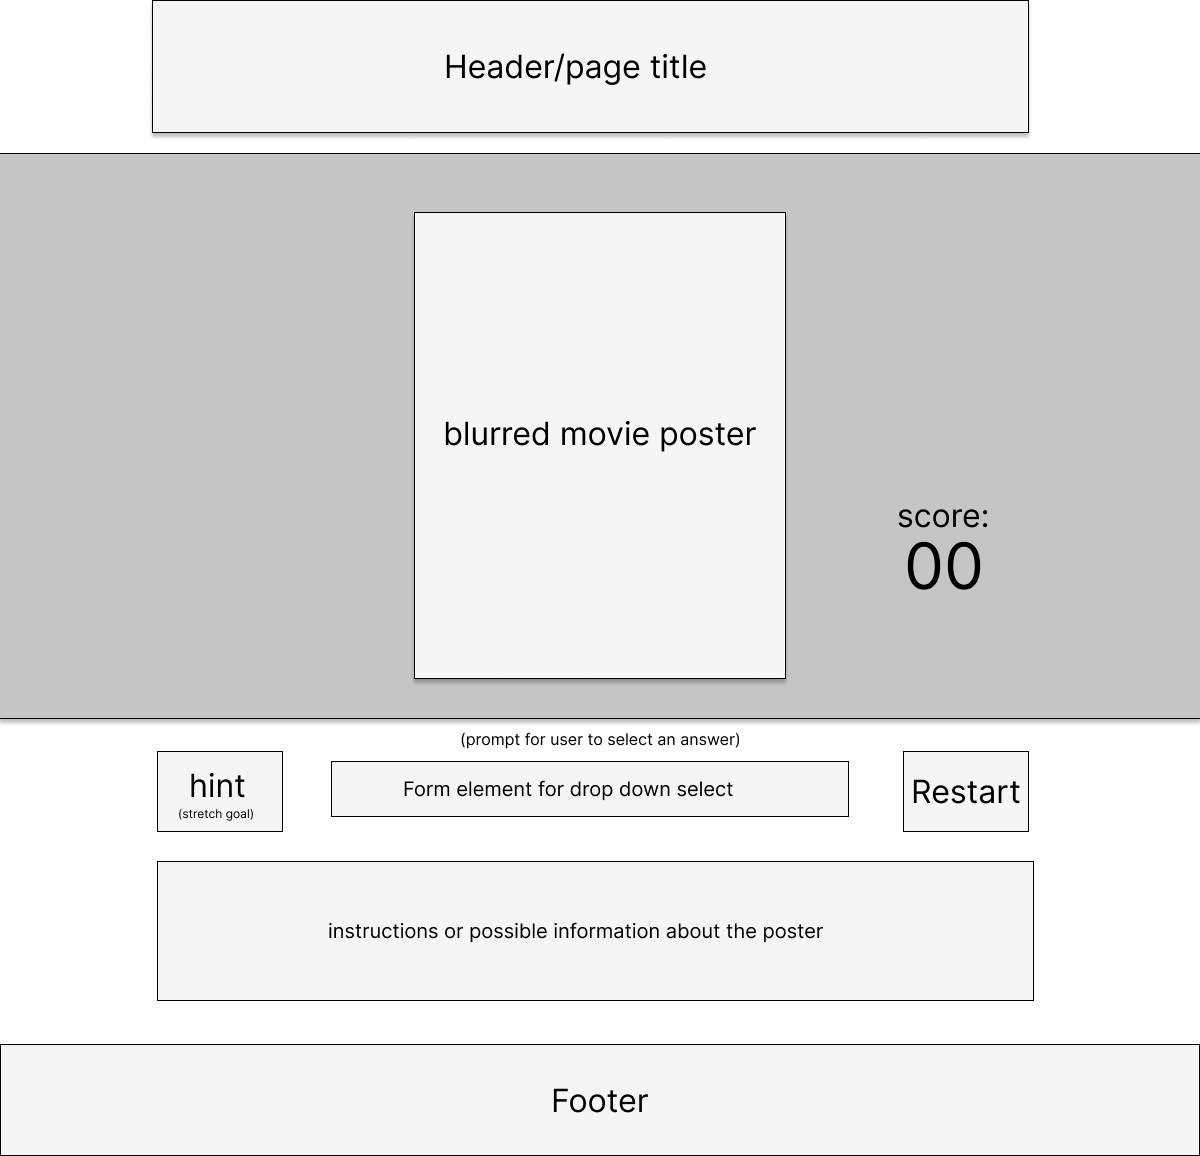 Header/page title
blurred movie poster
score:
00
(prompt for user to select an answer)
hint
(stretch goal)
Form element for drop down select
Restart
instructions or possible information about the poster
Footer